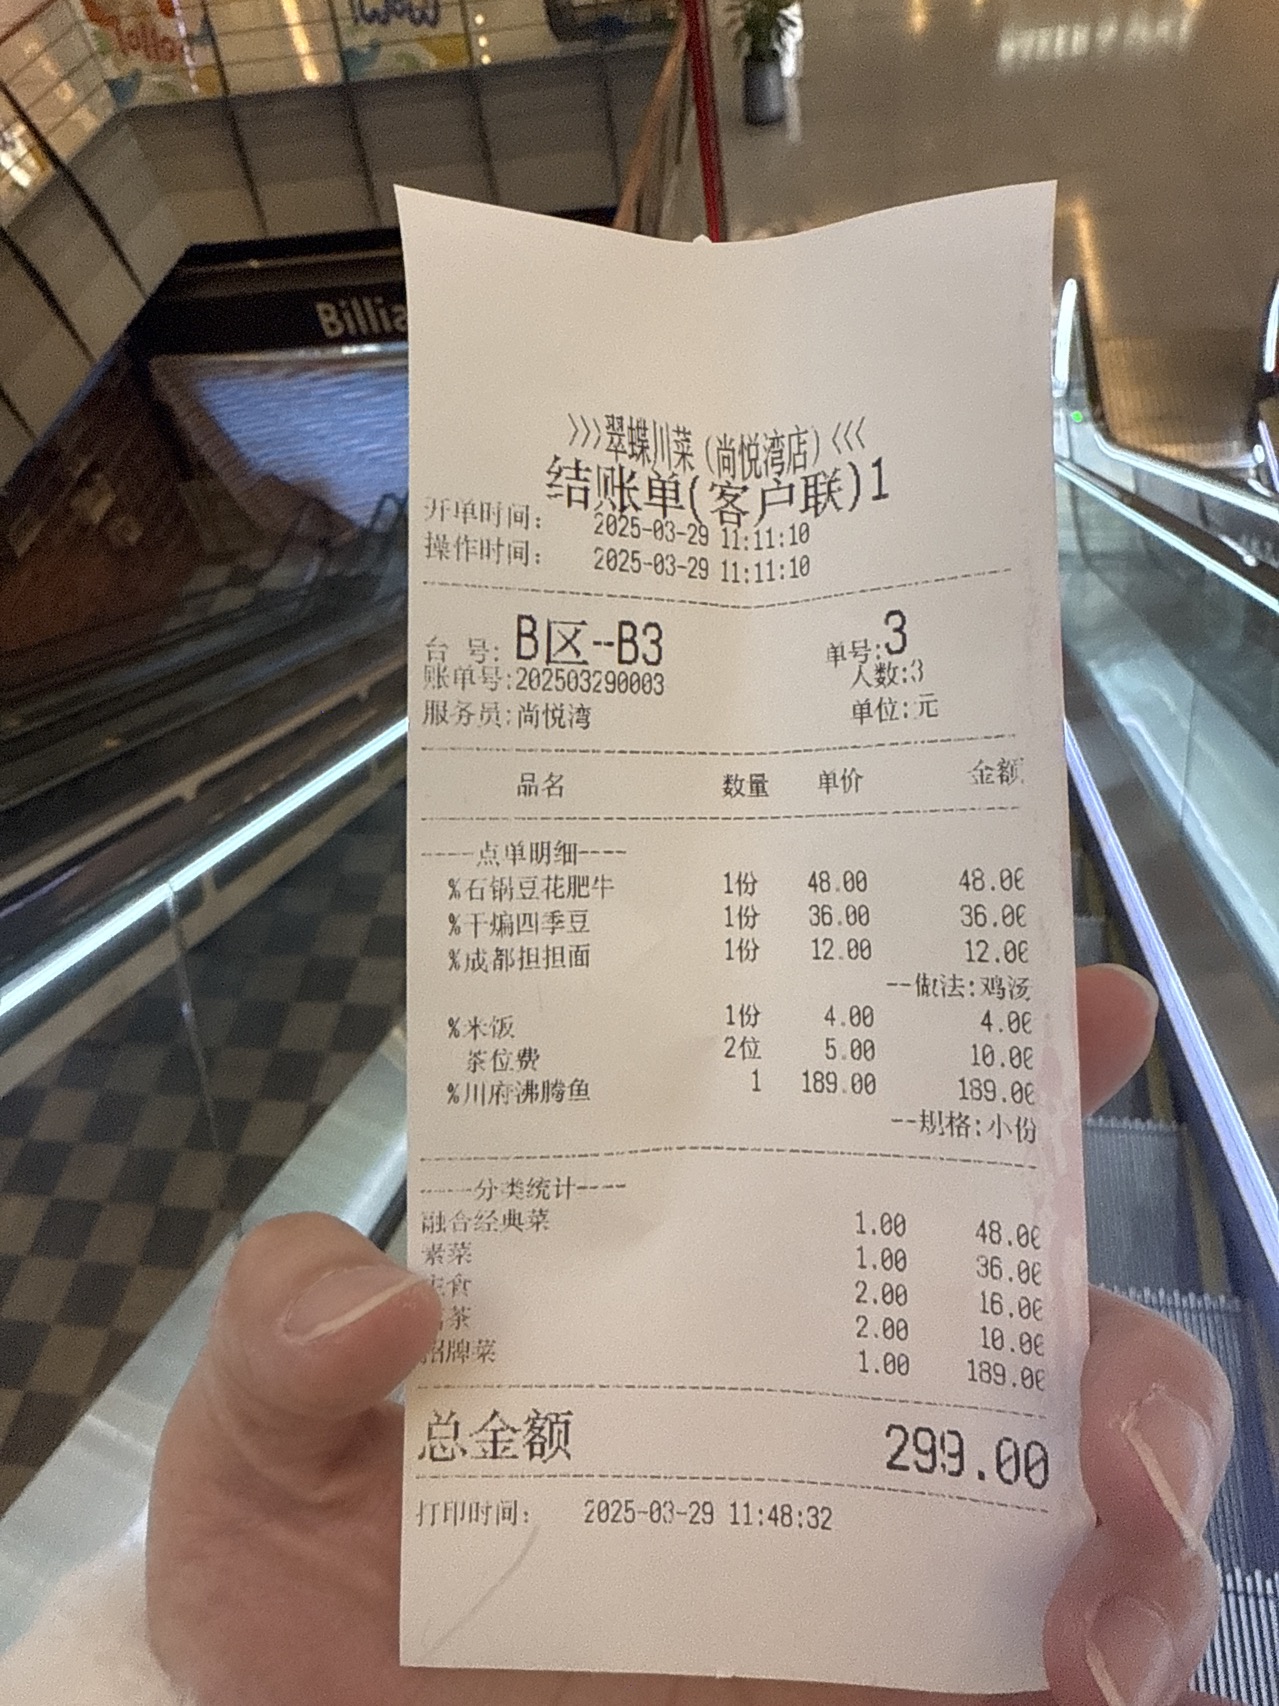 Hello
WOW
Billia
>>>翠蝶川菜(尚悦湾店)<<<
结账单(客户联)1
开单时间: 2025-03-29 11:11:10
操作时间: 2025-03-29 11:11:10
台 号: B区--B3 单号:3
账单号:202503290003 人数:3
服务员:尚悦湾 单位:元
品名 数量 单价 金额
-----点单明细----
%石锅豆花肥牛 1份 48.00 48.00
%干煸四季豆 1份 36.00 36.00
%成都担担面 1份 12.00 12.00
--做法:鸡汤
%米饭 1份 4.00 4.00
茶位费 2位 5.00 10.00
%川府沸腾鱼 1 189.00 189.00
--规格:小份
-----分类统计----
融合经典菜 1.00 48.00
素菜 1.00 36.00
主食 2.00 16.00
茶 2.00 10.00
招牌菜 1.00 189.00
总金额 299.00
打印时间: 2025-03-29 11:48:32